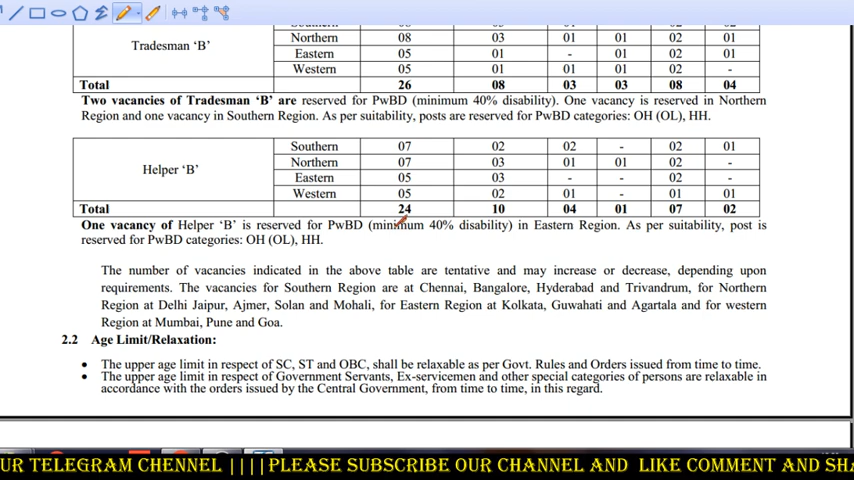 Northern 08 03 01 01 02 01
Tradesman ‘B’
Eastern 05 01 - 01 02 01
Western 05 01 01 01 02 -
Total 26 08 03 03 08 04
Two vacancies of Tradesman ‘B’ are reserved for PwBD (minimum 40% disability). One vacancy is reserved in Northern
Region and one vacancy in Southern Region. As per suitability, posts are reserved for PwBD categories: OH (OL), HH.
Southern 07 02 02 - 02 01
Northern 07 03 01 01 02 -
Helper ‘B’
Eastern 05 03 - - 02 -
Western 05 02 01 - 01 01
Total 24 10 04 01 07 02
One vacancy of Helper ‘B’ is reserved for PwBD (minimum 40% disability) in Eastern Region. As per suitability, post is
reserved for PwBD categories: OH (OL), HH.
The number of vacancies indicated in the above table are tentative and may increase or decrease, depending upon
requirements. The vacancies for Southern Region are at Chennai, Bangalore, Hyderabad and Trivandrum, for Northern
Region at Delhi Jaipur, Ajmer, Solan and Mohali, for Eastern Region at Kolkata, Guwahati and Agartala and for western
Region at Mumbai, Pune and Goa.
2.2 Age Limit/Relaxation:
• The upper age limit in respect of SC, ST and OBC, shall be relaxable as per Govt. Rules and Orders issued from time to time.
• The upper age limit in respect of Government Servants, Ex-servicemen and other special categories of persons are relaxable in
accordance with the orders issued by the Central Government, from time to time, in this regard.
UR TELEGRAM CHENNEL ||||PLEASE SUBSCRIBE OUR CHANNEL AND LIKE COMMENT AND SHA